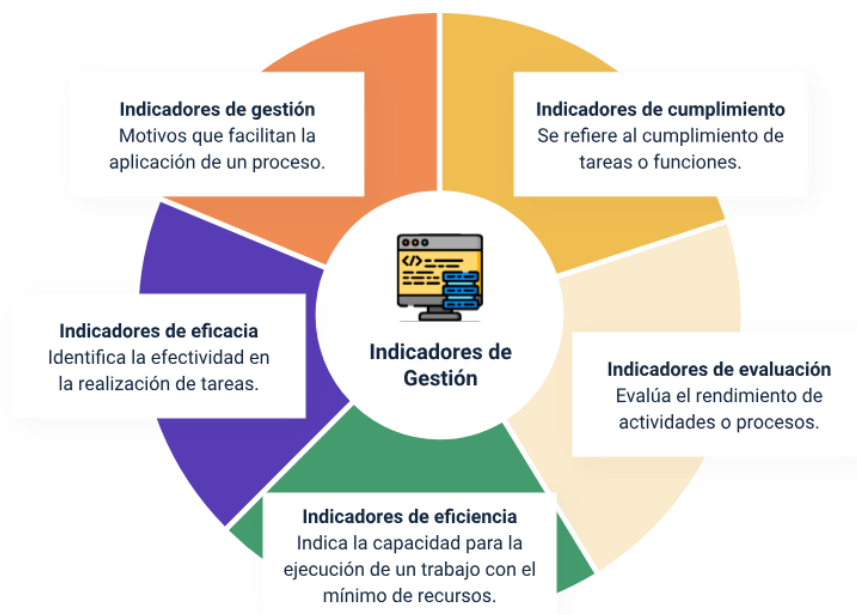 Indicadores de gestión
Motivos que facilitan la
aplicación de un proceso.
Indicadores de cumplimiento
Se refiere al cumplimiento de
tareas o funciones.
Indicadores de eficacia
Identifica la efectividad en
la realización de tareas.
</>
Indicadores de
Gestión
Indicadores de evaluación
Evalúa el rendimiento de
actividades o procesos.
Indicadores de eficiencia
Indica la capacidad para la
ejecución de un trabajo con el
mínimo de recursos.